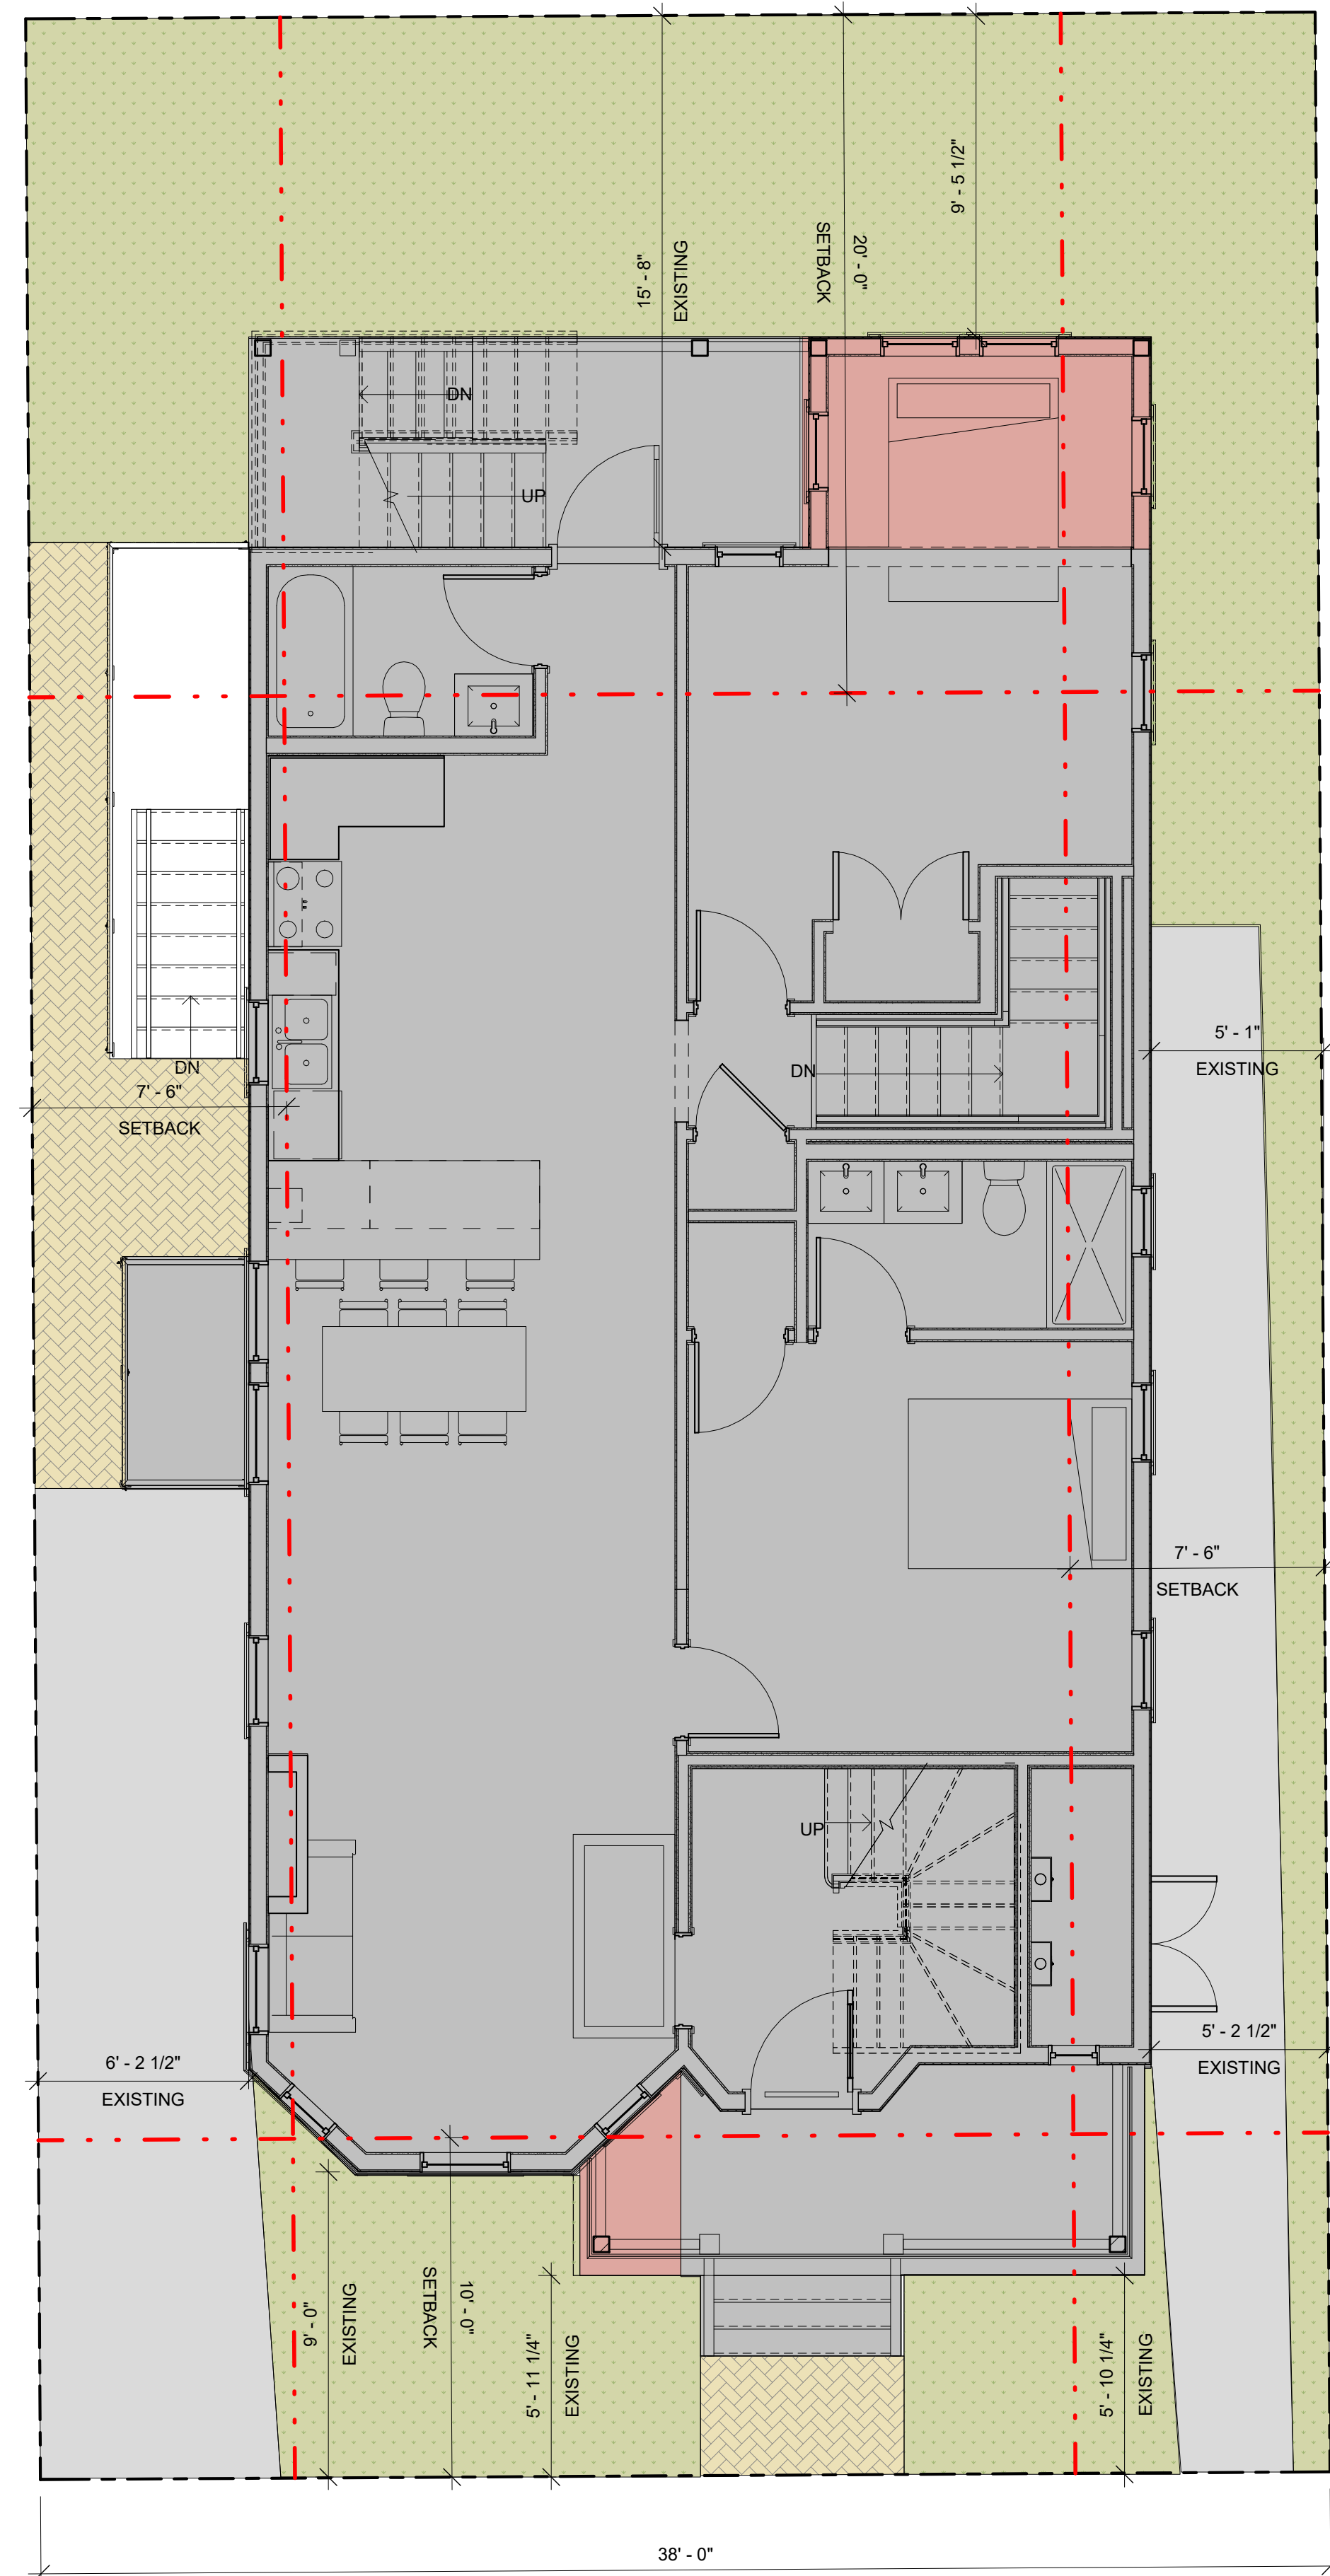 9' - 5 1/2"
15' - 8"
EXISTING
SETBACK
20' - 0"
DN
UP
5' - 1"
EXISTING
DN
DN
7' - 6"
SETBACK
7' - 6"
SETBACK
UP
5' - 2 1/2"
EXISTING
6' - 2 1/2"
EXISTING
9' - 0"
EXISTING
SETBACK
10' - 0"
5' - 11 1/4"
EXISTING
5' - 10 1/4"
EXISTING
38' - 0"